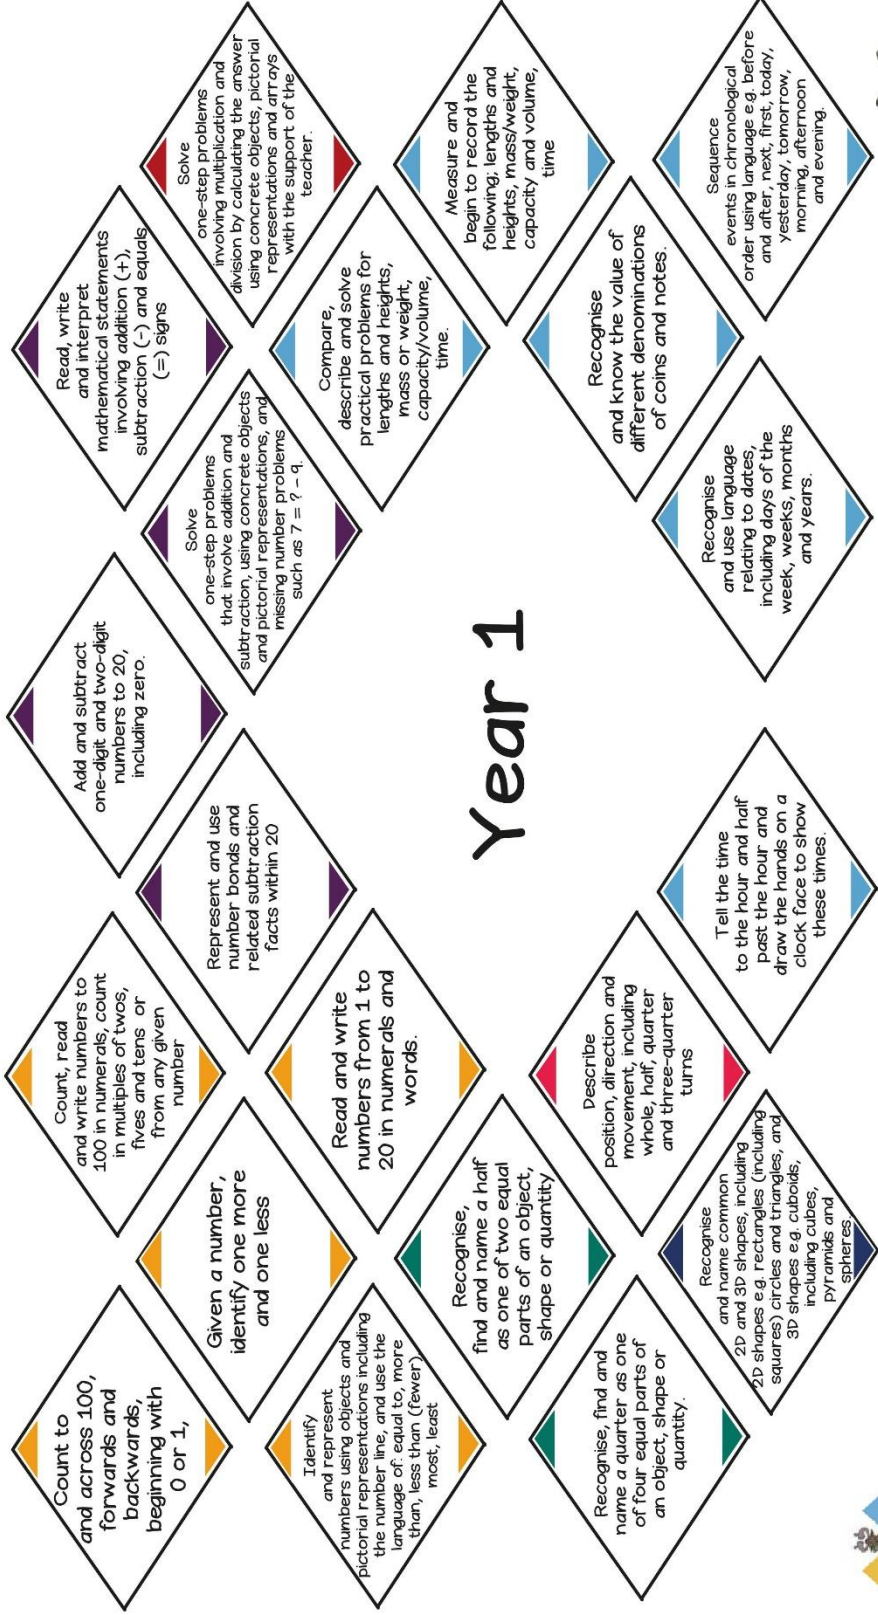 Count to
and across 100,
forwards and
backwards,
beginning with
0 or 1,
Count, read
and write numbers to
100 in numerals, count
in multiples of twos,
fives and tens or
from any given
number
Add and subtract
one-digit and two-digit
numbers to 20,
including zero.
Read, write
and interpret
mathematical statements
involving addition (+),
subtraction (-) and equals
(=) signs
Given a number,
identify one more
and one less
Represent and use
number bonds and
related subtraction
facts within 20
Solve
one-step problems
that involve addition and
subtraction, using concrete objects
and pictorial representations, and
missing number problems
such as 7 = ? - 9.
Solve
one-step problems
involving multiplication and
division by calculating the answer
using concrete objects, pictorial
representations and arrays
with the support of the
teacher.
Identify
and represent
numbers using objects and
pictorial representations including
the number line, and use the
language of: equal to, more
than, less than (fewer),
most, least
Read and write
numbers from 1 to
20 in numerals and
words.
Compare,
describe and solve
practical problems for
lengths and heights,
mass or weight,
capacity/volume,
time.
Recognise,
find and name a half
as one of two equal
parts of an object,
shape or quantity
Year 1
Measure and
begin to record the
following; lengths and
heights, mass/weight,
capacity and volume,
time
Recognise, find and
name a quarter as one
of four equal parts of
an object, shape or
quantity.
Describe
position, direction and
movement, including
whole, half, quarter
and three-quarter
turns
Recognise
and know the value of
different denominations
of coins and notes.
Recognise
and name common
2D and 3D shapes, including
2D shapes e.g. rectangles (including
squares) circles and triangles, and
3D shapes e.g. cuboids,
including cubes,
pyramids and
spheres.
Tell the time
to the hour and half
past the hour and
draw the hands on a
clock face to show
these times.
Recognise
and use language
relating to dates,
including days of the
week, weeks, months
and years.
Sequence
events in chronological
order using language e.g. before
and after, next, first, today,
yesterday, tomorrow,
morning, afternoon
and evening.